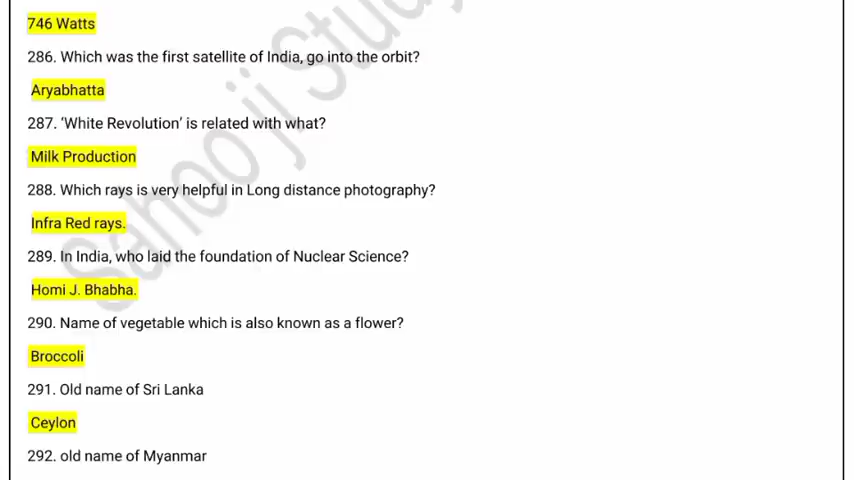 746 Watts
286. Which was the first satellite of India, go into the orbit?
Aryabhatta
287. ‘White Revolution’ is related with what?
Milk Production
288. Which rays is very helpful in Long distance photography?
Infra Red rays.
289. In India, who laid the foundation of Nuclear Science?
Homi J. Bhabha.
290. Name of vegetable which is also known as a flower?
Broccoli
291. Old name of Sri Lanka
Ceylon
292. old name of Myanmar
Sahoo ji Study